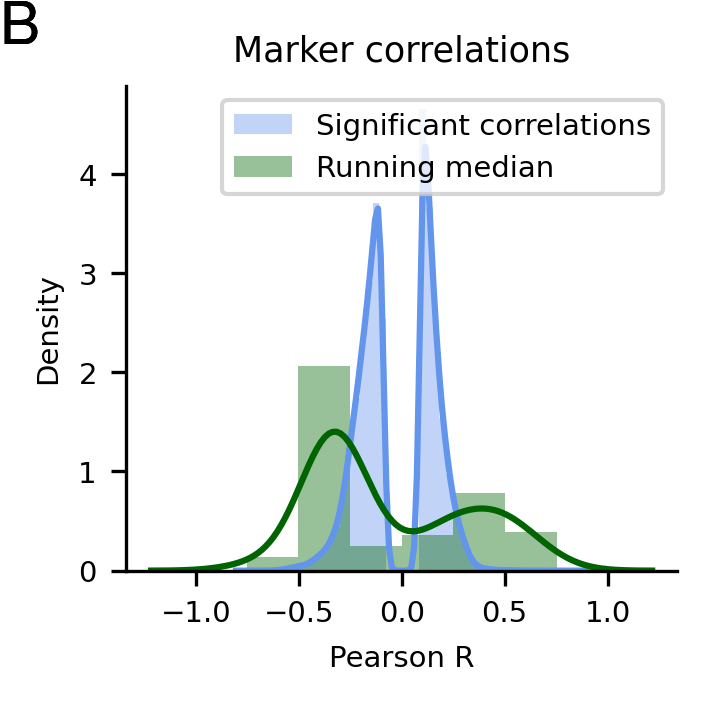 B
Marker correlations
Significant correlations
Running median
Density
4
3
2
1
0
−1.0 −0.5 0.0 0.5 1.0
Pearson R